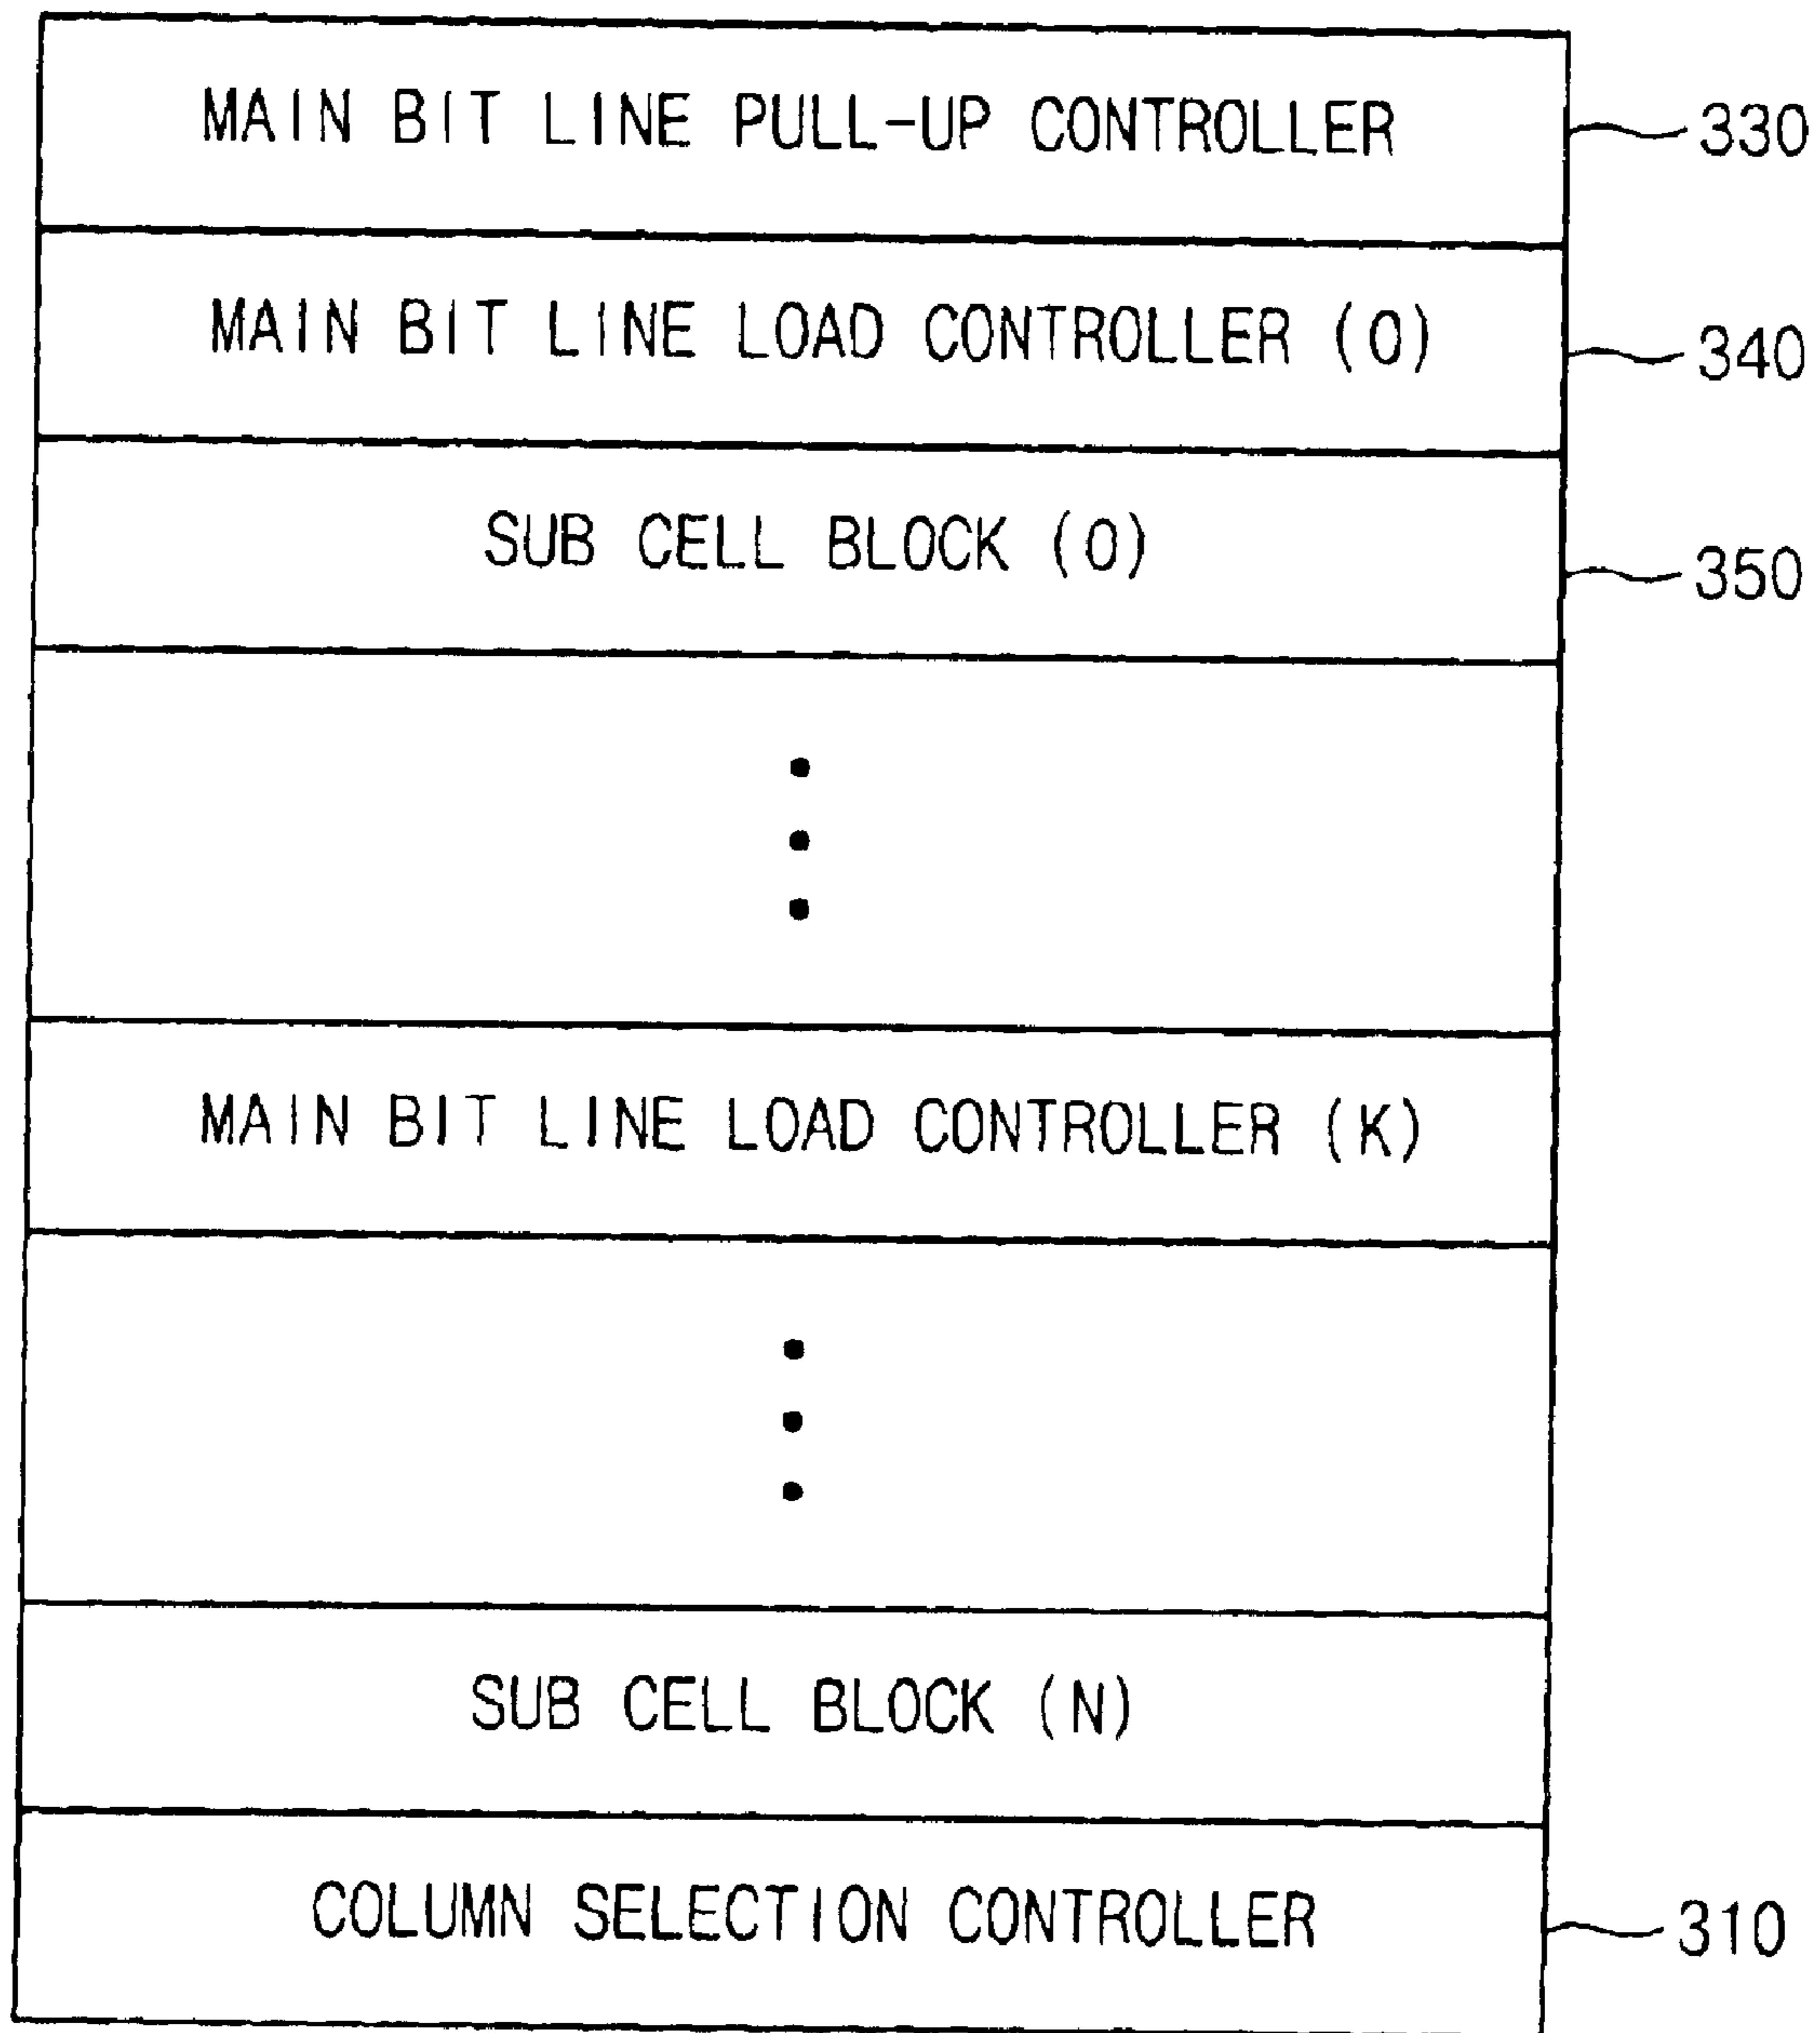 MAIN BIT LINE PULL-UP CONTROLLER 330
MAIN BIT LINE LOAD CONTROLLER (0) 340
SUB CELL BLOCK (0) 350
MAIN BIT LINE LOAD CONTROLLER (K)
SUB CELL BLOCK (N)
COLUMN SELECTION CONTROLLER 310